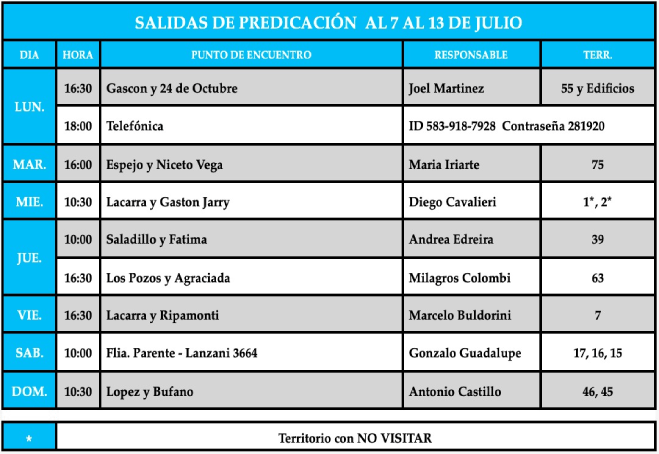 SALIDAS DE PREDICACIÓN AL 7 AL 13 DE JULIO
DIA HORA PUNTO DE ENCUENTRO RESPONSABLE TERR.
LUN. 16:30 Gascon y 24 de Octubre Joel Martinez 55 y Edificios
18:00 Telefónica ID 583-918-7928 Contraseña 281920
MAR. 16:00 Espejo y Niceto Vega Maria Iriarte 75
MIE. 10:30 Lacarra y Gaston Jarry Diego Cavalieri 1*, 2*
JUE. 10:00 Saladillo y Fatima Andrea Edreira 39
16:30 Los Pozos y Agraciada Milagros Colombi 63
VIE. 16:30 Lacarra y Ripamonti Marcelo Buldorini 7
SAB. 10:00 Flia. Parente - Lanzani 3664 Gonzalo Guadalupe 17, 16, 15
DOM. 10:30 Lopez y Bufano Antonio Castillo 46, 45
* Territorio con NO VISITAR